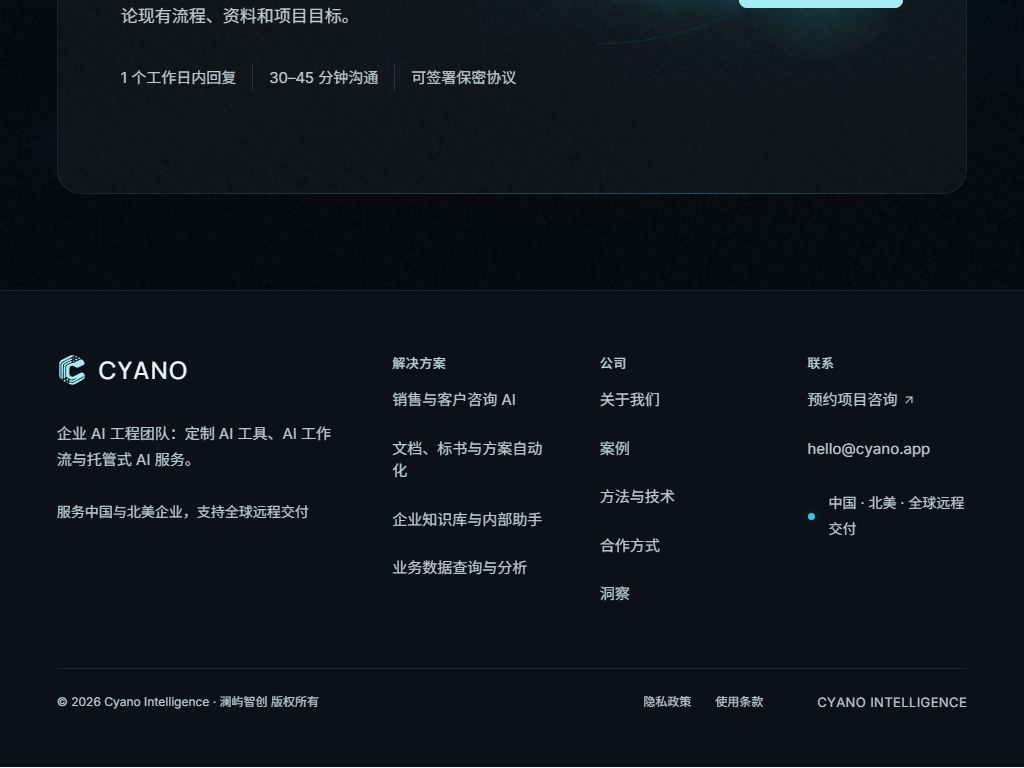 论现有流程、资料和项目目标。
1 个工作日内回复
30–45 分钟沟通
可签署保密协议
CYANO
企业 AI 工程团队：定制 AI 工具、AI 工作
流与托管式 AI 服务。
服务中国与北美企业，支持全球远程交付
解决方案
销售与客户咨询 AI
文档、标书与方案自动
化
企业知识库与内部助手
业务数据查询与分析
公司
关于我们
案例
方法与技术
合作方式
洞察
联系
预约项目咨询
hello@cyano.app
中国 · 北美 · 全球远程
交付
© 2026 Cyano Intelligence · 澜屿智创 版权所有
隐私政策
使用条款
CYANO INTELLIGENCE